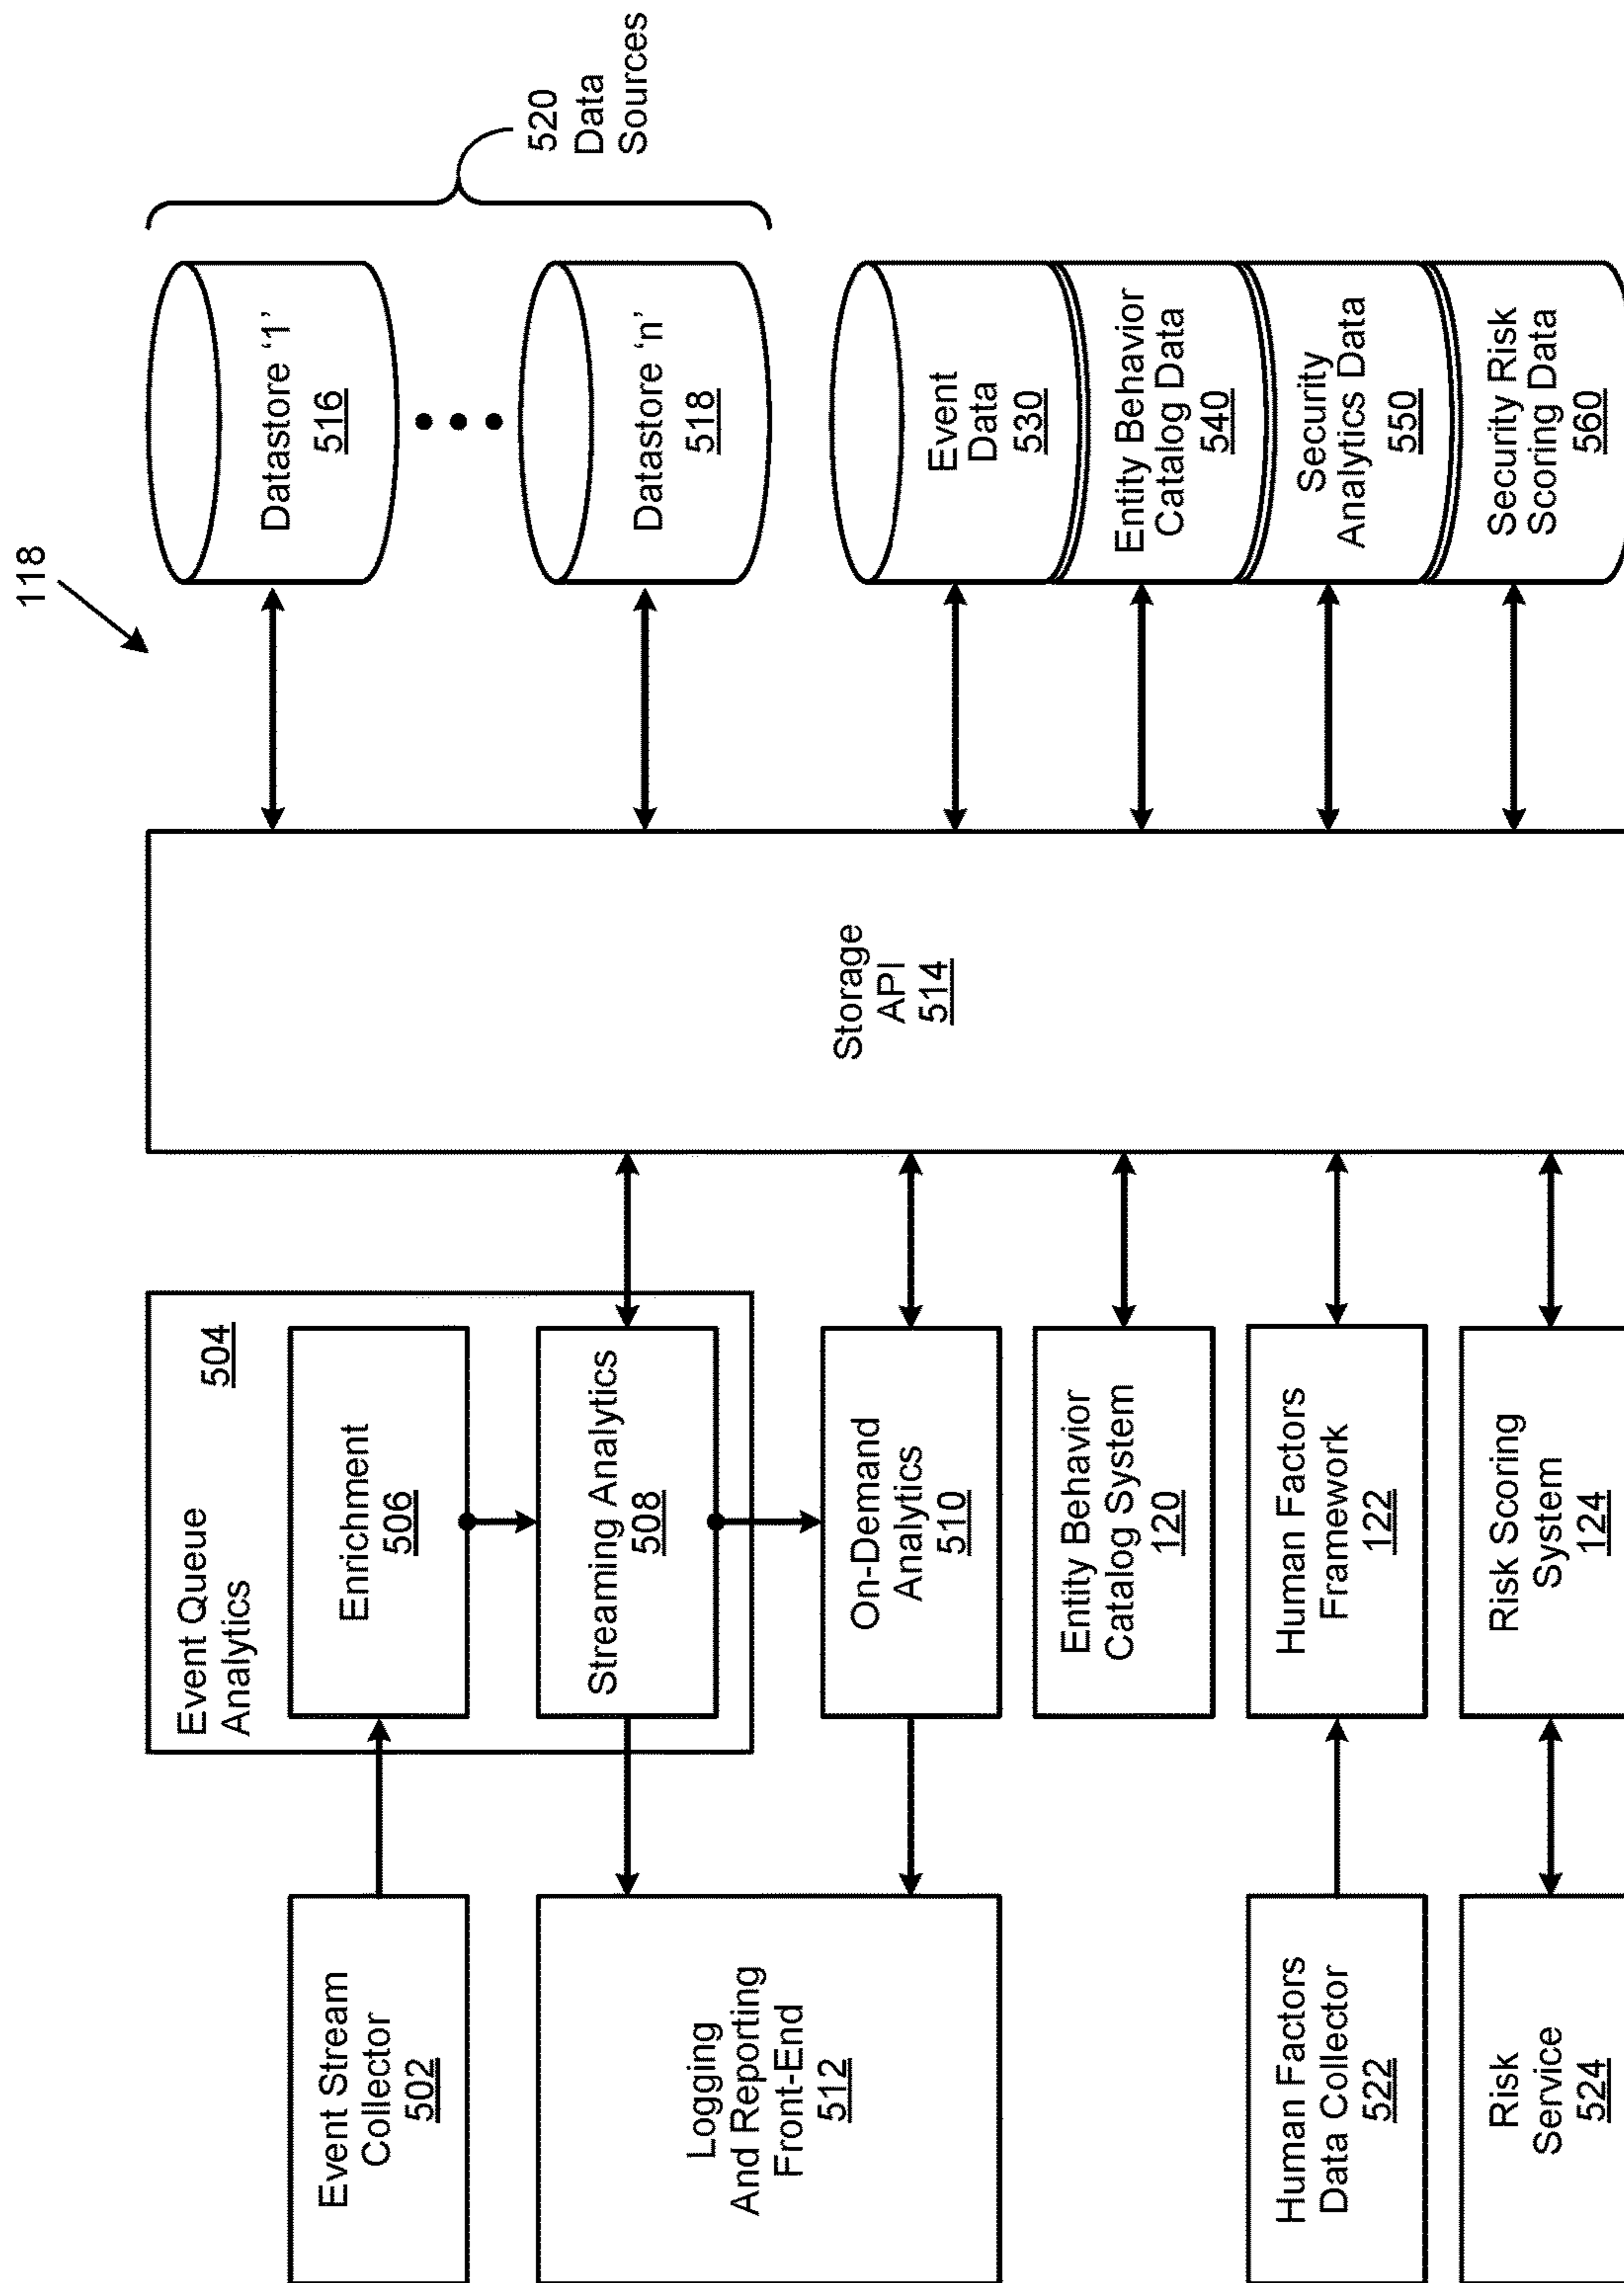 118
Event Stream
Collector
502
Event Queue
Analytics
504
Enrichment
506
Streaming Analytics
508
Logging
And Reporting
Front-End
512
On-Demand
Analytics
510
Entity Behavior
Catalog System
120
Human Factors
Data Collector
522
Human Factors
Framework
122
Risk
Service
524
Risk Scoring
System
124
Storage
API
514
Datastore ‘1’
516
Datastore ‘n’
518
520
Data
Sources
Event
Data
530
Entity Behavior
Catalog Data
540
Security
Analytics Data
550
Security Risk
Scoring Data
560